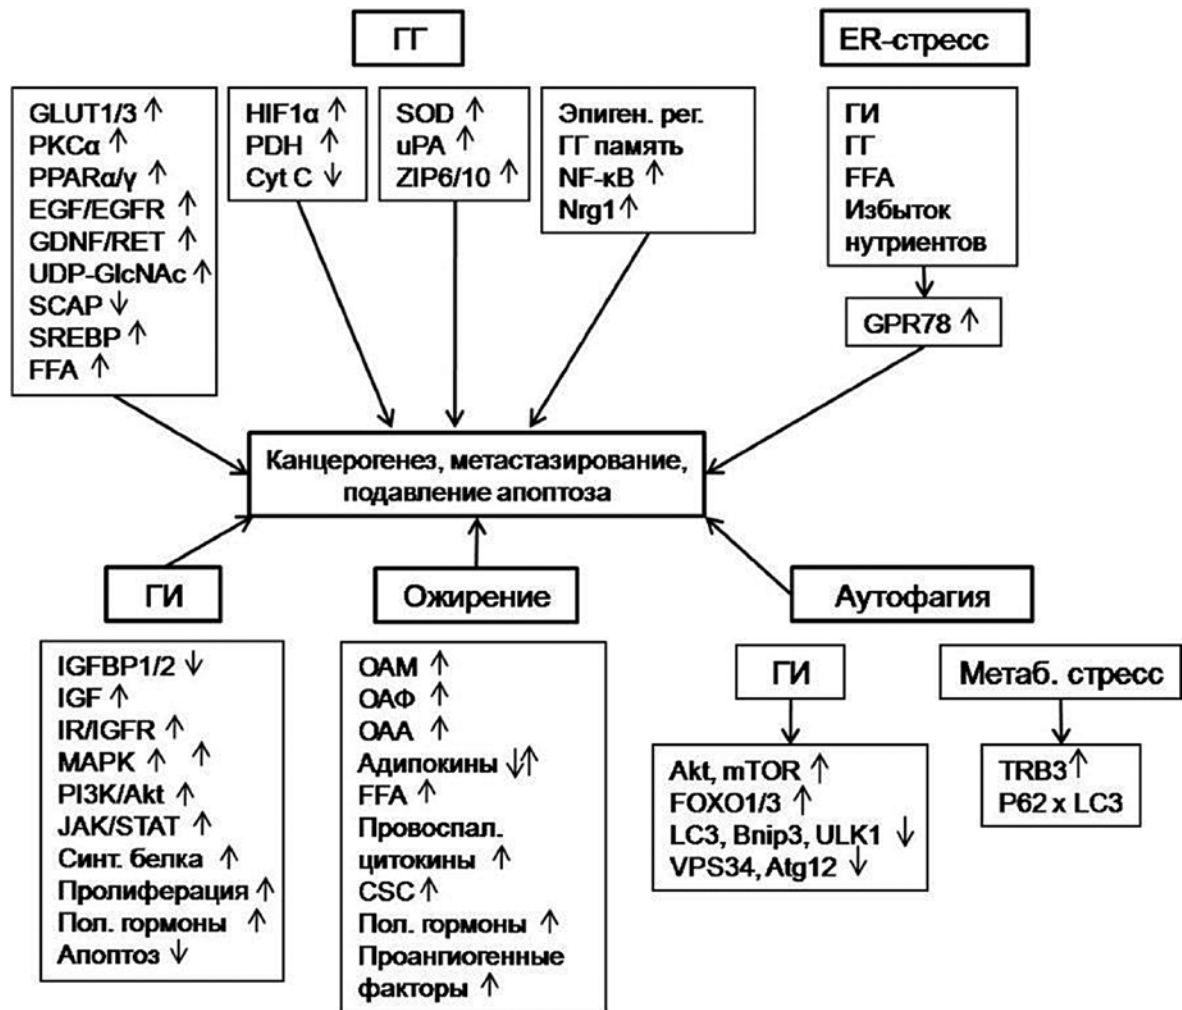 ГГ
ER-стресс
GLUT1/3 ↑
PKCα ↑
PPARα/γ ↑
EGF/EGFR ↑
GDNF/RET ↑
UDP-GlcNAc ↑
SCAP ↓
SREBP ↑
FFA ↑
HIF1α ↑
PDH ↑
Cyt C ↓
SOD ↑
uPA ↑
ZIP6/10 ↑
Эпиген. рег.
ГГ память
NF-κB ↑
Nrg1 ↑
ГИ
ГГ
FFA
Избыток
нутриентов
GPR78 ↑
Канцерогенез, метастазирование,
подавление апоптоза
ГИ
IGFBP1/2 ↓
IGF ↑
IR/IGFR ↑
MAPK ↑ ↑
PI3K/Akt ↑
JAK/STAT ↑
Синт. белка ↑
Пролиферация ↑
Пол. гормоны ↑
Апоптоз ↓
Ожирение
ОАМ ↑
ОАФ ↑
ОАА ↑
Адипокины ↓↑
FFA ↑
Провоспал.
цитокины ↑
CSC ↑
Пол. гормоны ↑
Проангиогенные
факторы ↑
Аутофагия
ГИ
Akt, mTOR ↑
FOXO1/3 ↑
LC3, Bnip3, ULK1 ↓
VPS34, Atg12 ↓
Метаб. стресс
TRB3 ↑
P62 x LC3